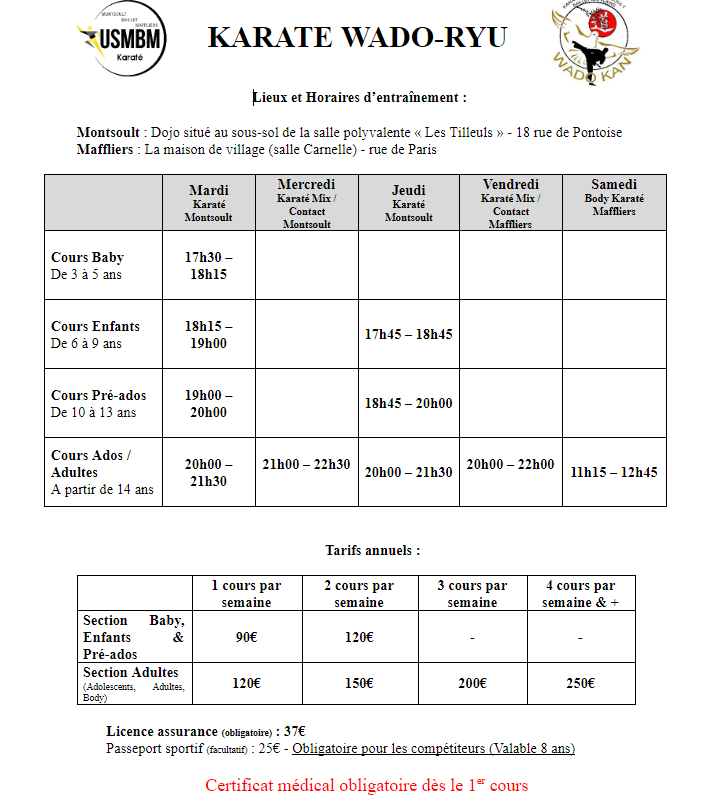 MONTSOULT
BAILLET
MAFFLIERS
USMBM
Karaté
KARATE WADO-RYU
WADO KAN
Lieux et Horaires d'entraînement :
Montsoult : Dojo situé au sous-sol de la salle polyvalente « Les Tilleuls » - 18 rue de Pontoise
Maffliers : La maison de village (salle Carnelle) - rue de Paris
Mardi
Karaté
Montsoult
Mercredi
Karaté Mix /
Contact
Montsoult
Jeudi
Karaté
Montsoult
Vendredi
Karaté Mix /
Contact
Maffliers
Samedi
Body Karaté
Maffliers
Cours Baby
De 3 à 5 ans
17h30 –
18h15
Cours Enfants
De 6 à 9 ans
18h15 –
19h00
17h45 – 18h45
Cours Pré-ados
De 10 à 13 ans
19h00 –
20h00
18h45 – 20h00
Cours Ados /
Adultes
A partir de 14 ans
20h00 –
21h30
21h00 – 22h30
20h00 – 21h30
20h00 – 22h00
11h15 – 12h45
Tarifs annuels :
1 cours par
semaine
2 cours par
semaine
3 cours par
semaine
4 cours par
semaine & +
Section Baby,
Enfants &
Pré-ados
90€
120€
-
-
Section Adultes
(Adolescents, Adultes,
Body)
120€
150€
200€
250€
Licence assurance (obligatoire) : 37€
Passeport sportif (facultatif) : 25€ - Obligatoire pour les compétiteurs (Valable 8 ans)
Certificat médical obligatoire dès le 1er cours